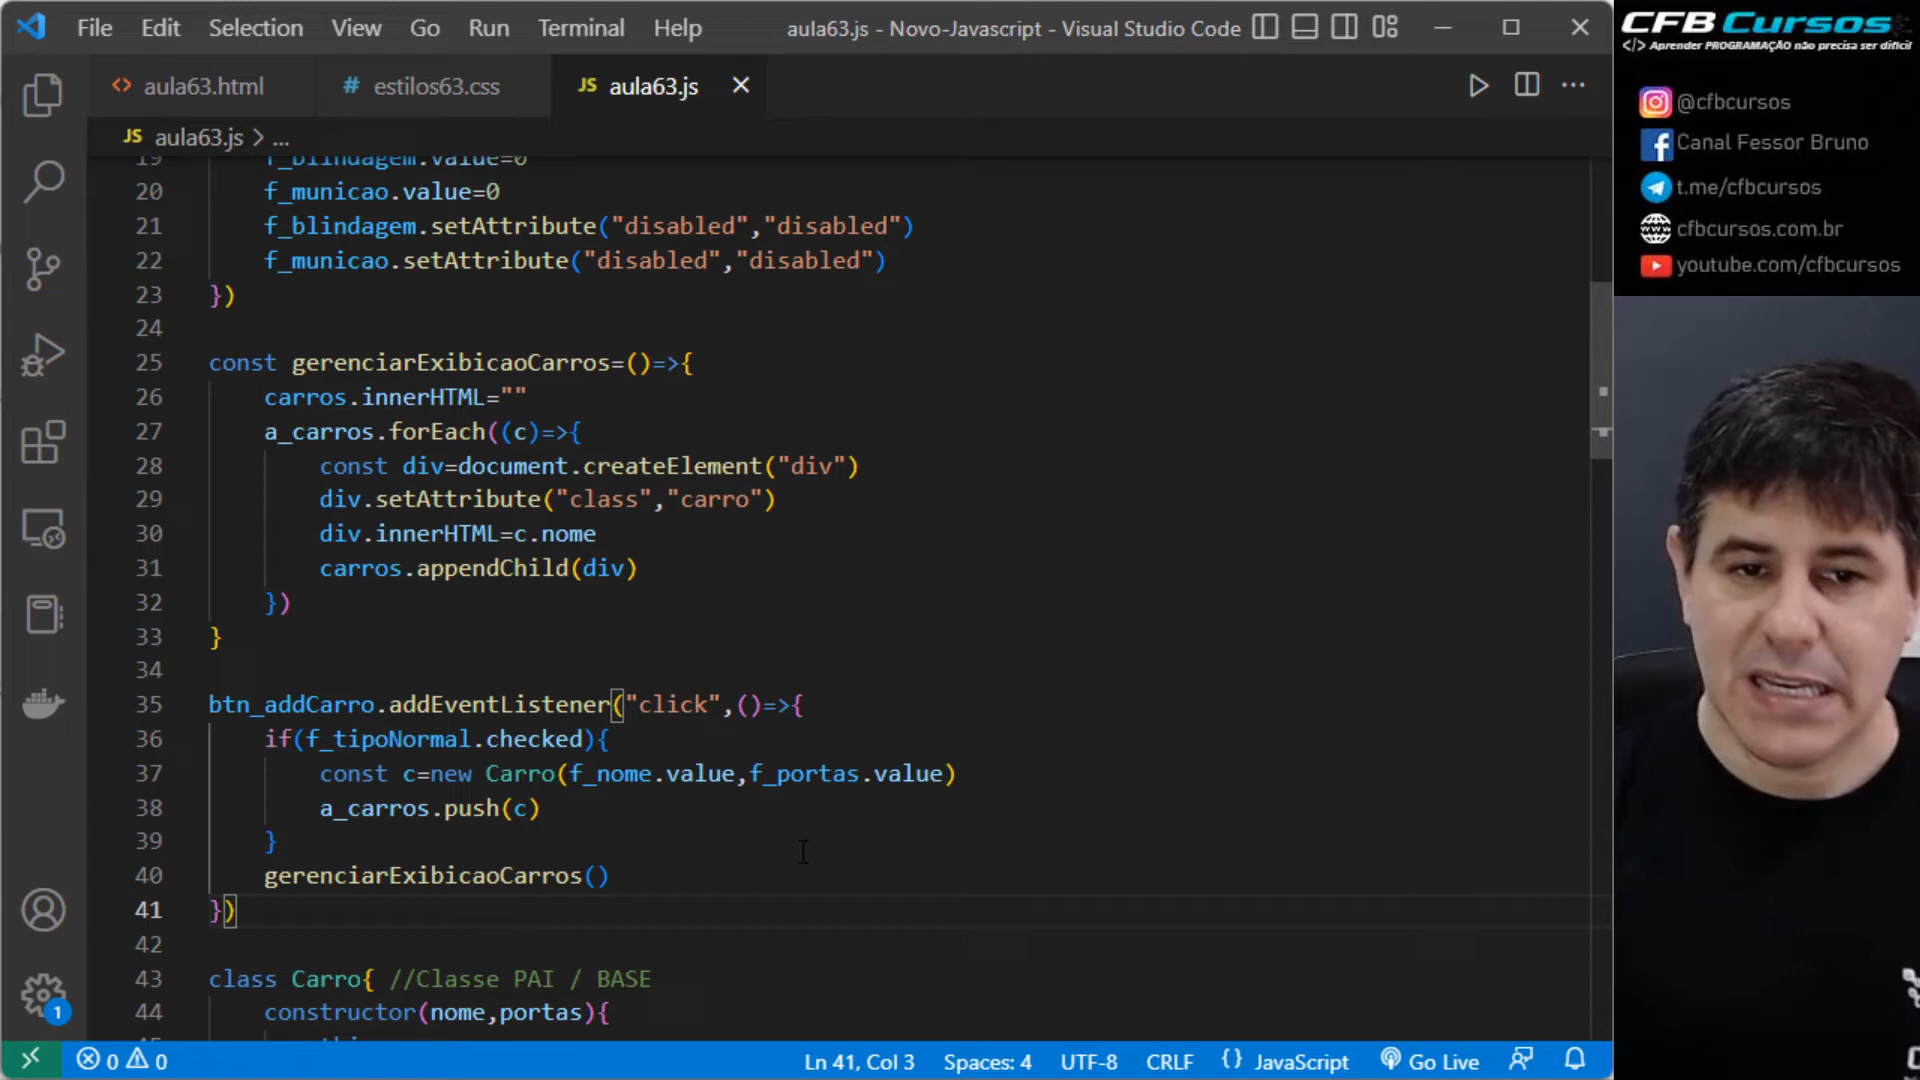 File Edit Selection View Go Run Terminal Help aula63.js - Novo-Javascript - Visual Studio Code
<> aula63.html # estilos63.css JS aula63.js
JS aula63.js > ...
19 f_blindagem.value=0
20 f_municao.value=0
21 f_blindagem.setAttribute("disabled","disabled")
22 f_municao.setAttribute("disabled","disabled")
23 })
24
25 const gerenciarExibicaoCarros=()=>{
26 carros.innerHTML=""
27 a_carros.forEach((c)=>{
28 const div=document.createElement("div")
29 div.setAttribute("class","carro")
30 div.innerHTML=c.nome
31 carros.appendChild(div)
32 })
33 }
34
35 btn_addCarro.addEventListener("click",()=>{
36 if(f_tipoNormal.checked){
37 const c=new Carro(f_nome.value,f_portas.value)
38 a_carros.push(c)
39 }
40 gerenciarExibicaoCarros()
41 })
42
43 class Carro{ //Classe PAI / BASE
44 constructor(nome,portas){
1
0 0 Ln 41, Col 3 Spaces: 4 UTF-8 CRLF {} JavaScript Go Live
CFB Cursos
</> Aprender PROGRAMAÇÃO não precisa ser difícil
@cfbcursos
Canal Fessor Bruno
t.me/cfbcursos
cfbcursos.com.br
youtube.com/cfbcursos